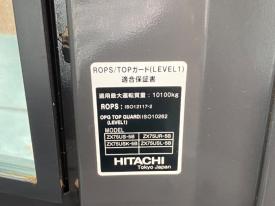 ROPS/TOPガード(LEVEL1)
適合保証書
適用最大運転質量：10100kg
ROPS：ISO12117-2
OPG TOP GUARD：ISO10262
(LEVEL1)
MODEL
ZX75US-5B ZX75UR-5B
ZX75USK-5B ZX75USL-5B
HITACHI
Tokyo Japan